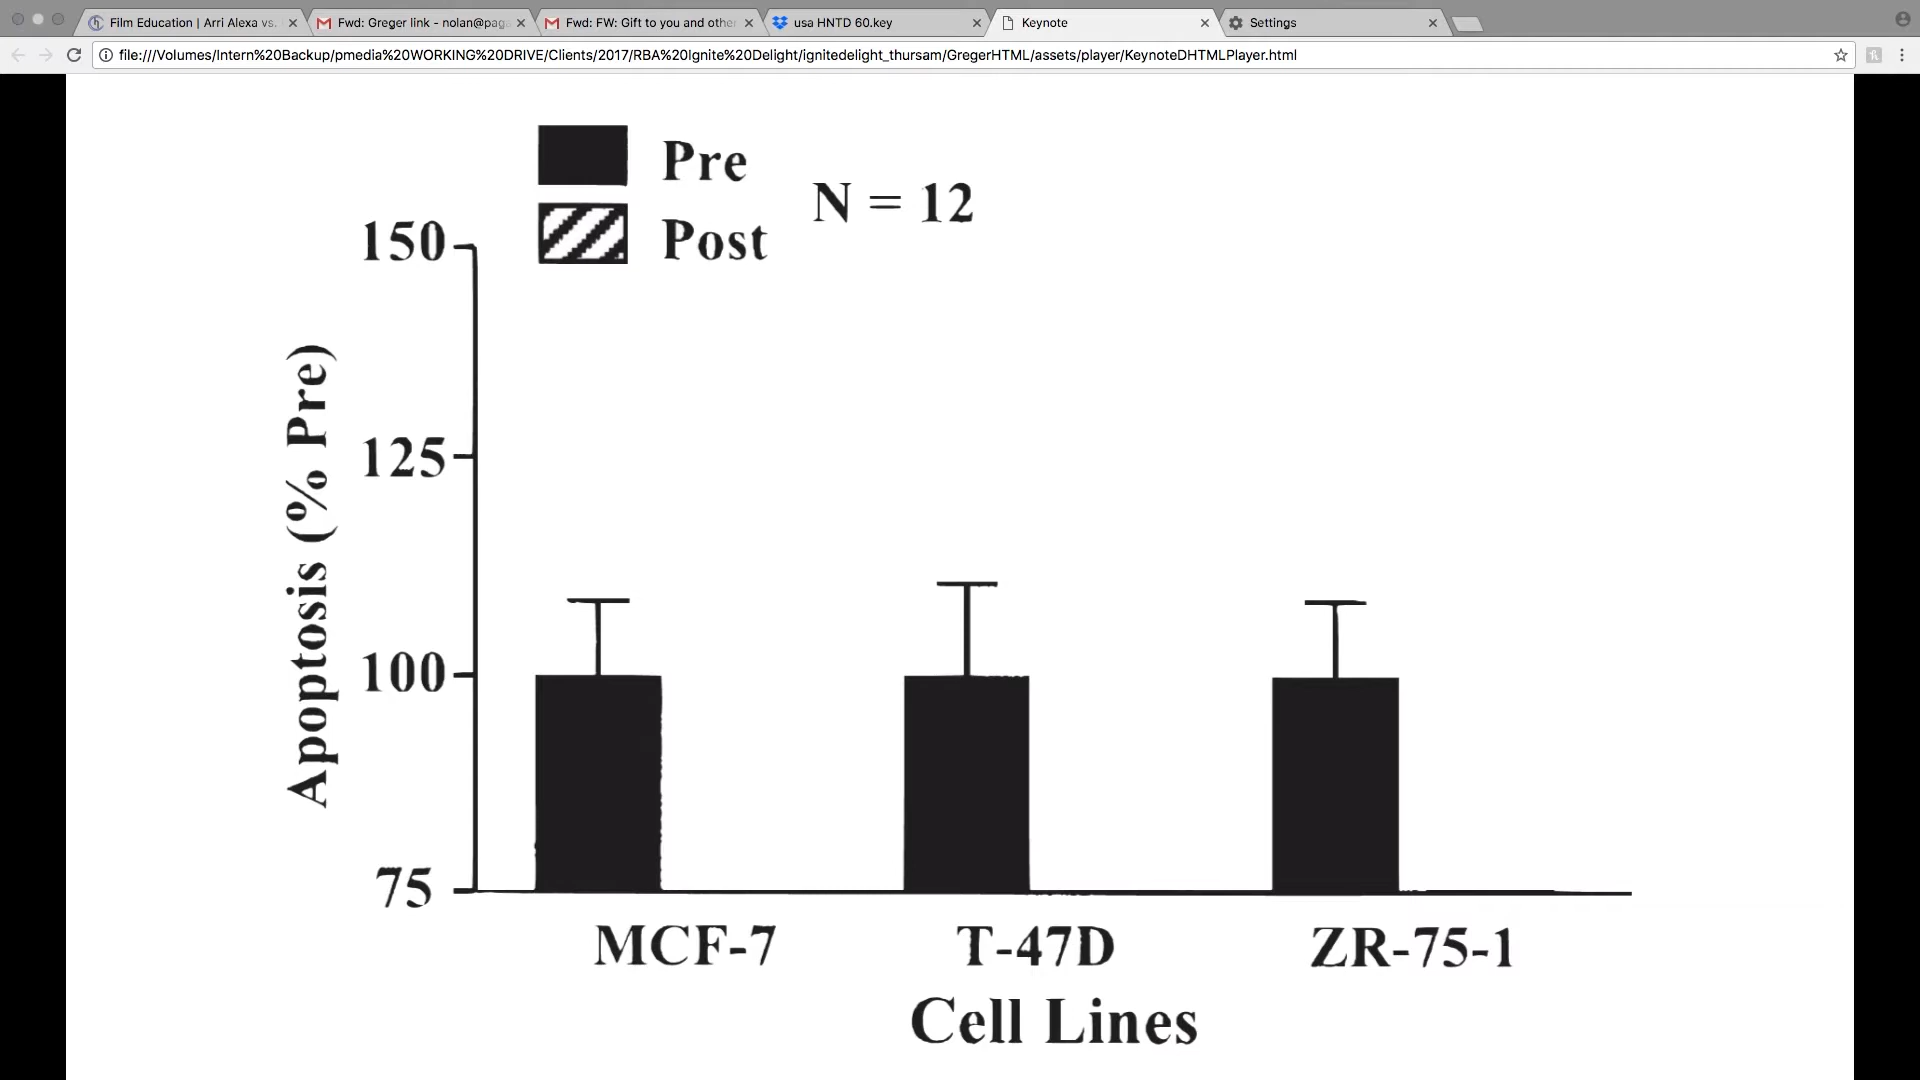 Film Education | Arri Alexa vs.
Fwd: Greger link - nolan@pag
Fwd: FW: Gift to you and othe
usa HNTD 60.key
Keynote
Settings
file:///Volumes/Intern%20Backup/pmedia%20WORKING%20DRIVE/Clients/2017/RBA%20Ignite%20Delight/ignitedelight_thursam/GregerHTML/assets/player/KeynoteDHTMLPlayer.html
Pre
N = 12
Post
150
125
100
75
Apoptosis (% Pre)
MCF-7
T-47D
ZR-75-1
Cell Lines